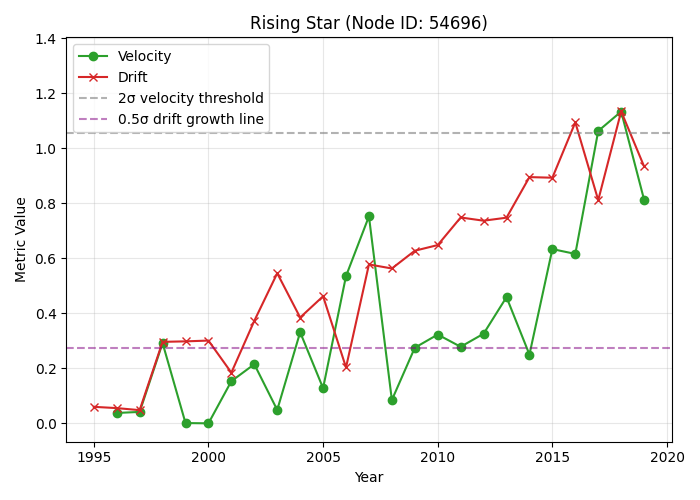 Rising Star (Node ID: 54696)
Velocity
Drift
2σ velocity threshold
0.5σ drift growth line
Metric Value
1.4
1.2
1.0
0.8
0.6
0.4
0.2
0.0
1995 2000 2005 2010 2015 2020
Year